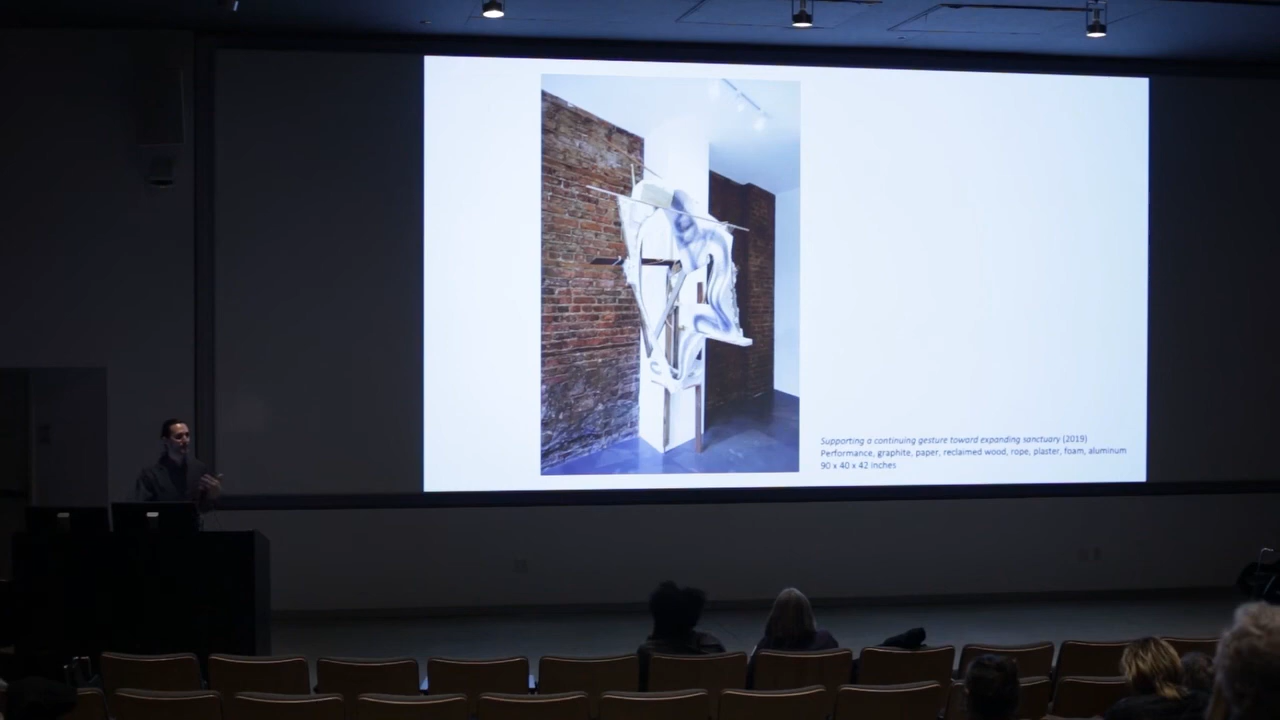 Supporting a continuing gesture toward expanding sanctuary (2019)
Performance, graphite, paper, reclaimed wood, rope, plaster, foam, aluminum
90 x 40 x 42 inches